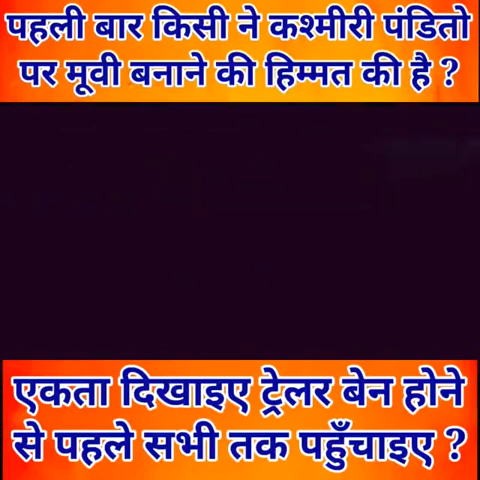 पहली बार किसी ने कश्मीरी पंडितो
पर मूवी बनाने की हिम्मत की है ?
एकता दिखाइए ट्रेलर बेन होने
से पहले सभी तक पहुँचाइए ?